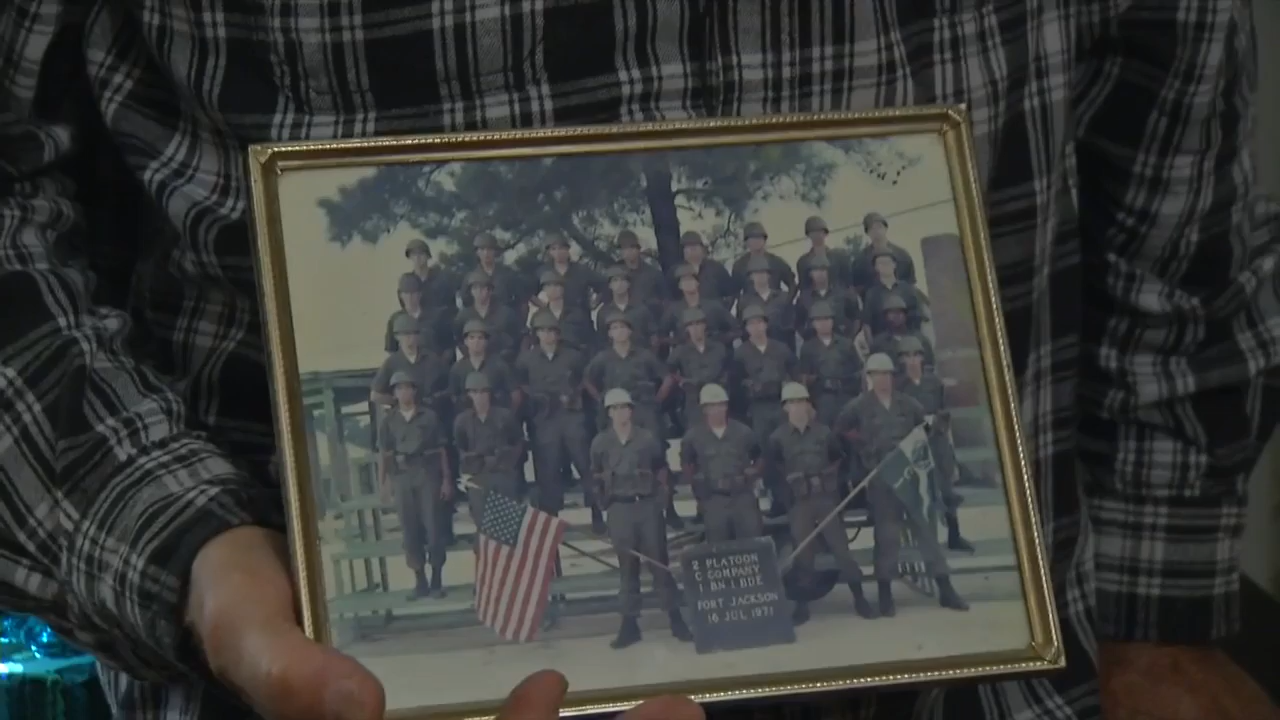 2 PLATOON
C COMPANY
1 BN 1 BDE
FORT JACKSON
16 JUL 1971